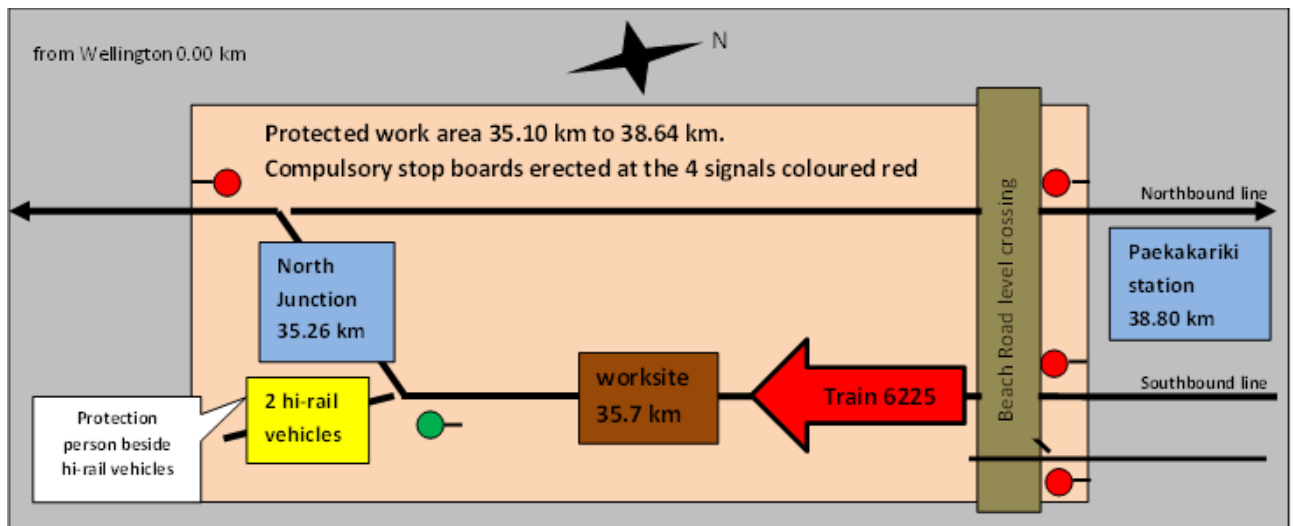 from Wellington 0.00 km
N
Protected work area 35.10 km to 38.64 km.
Compulsory stop boards erected at the 4 signals coloured red
Northbound line
North
Junction
35.26 km
Paekakariki
station
38.80 km
Beach Road level crossing
worksite
35.7 km
Train 6225
Southbound line
2 hi-rail
vehicles
Protection
person beside
hi-rail vehicles